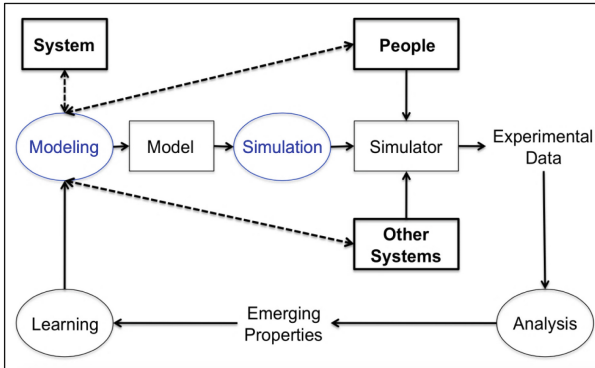 System
People
Modeling
Model
Simulation
Simulator
Experimental
Data
Other
Systems
Learning
Emerging
Properties
Analysis